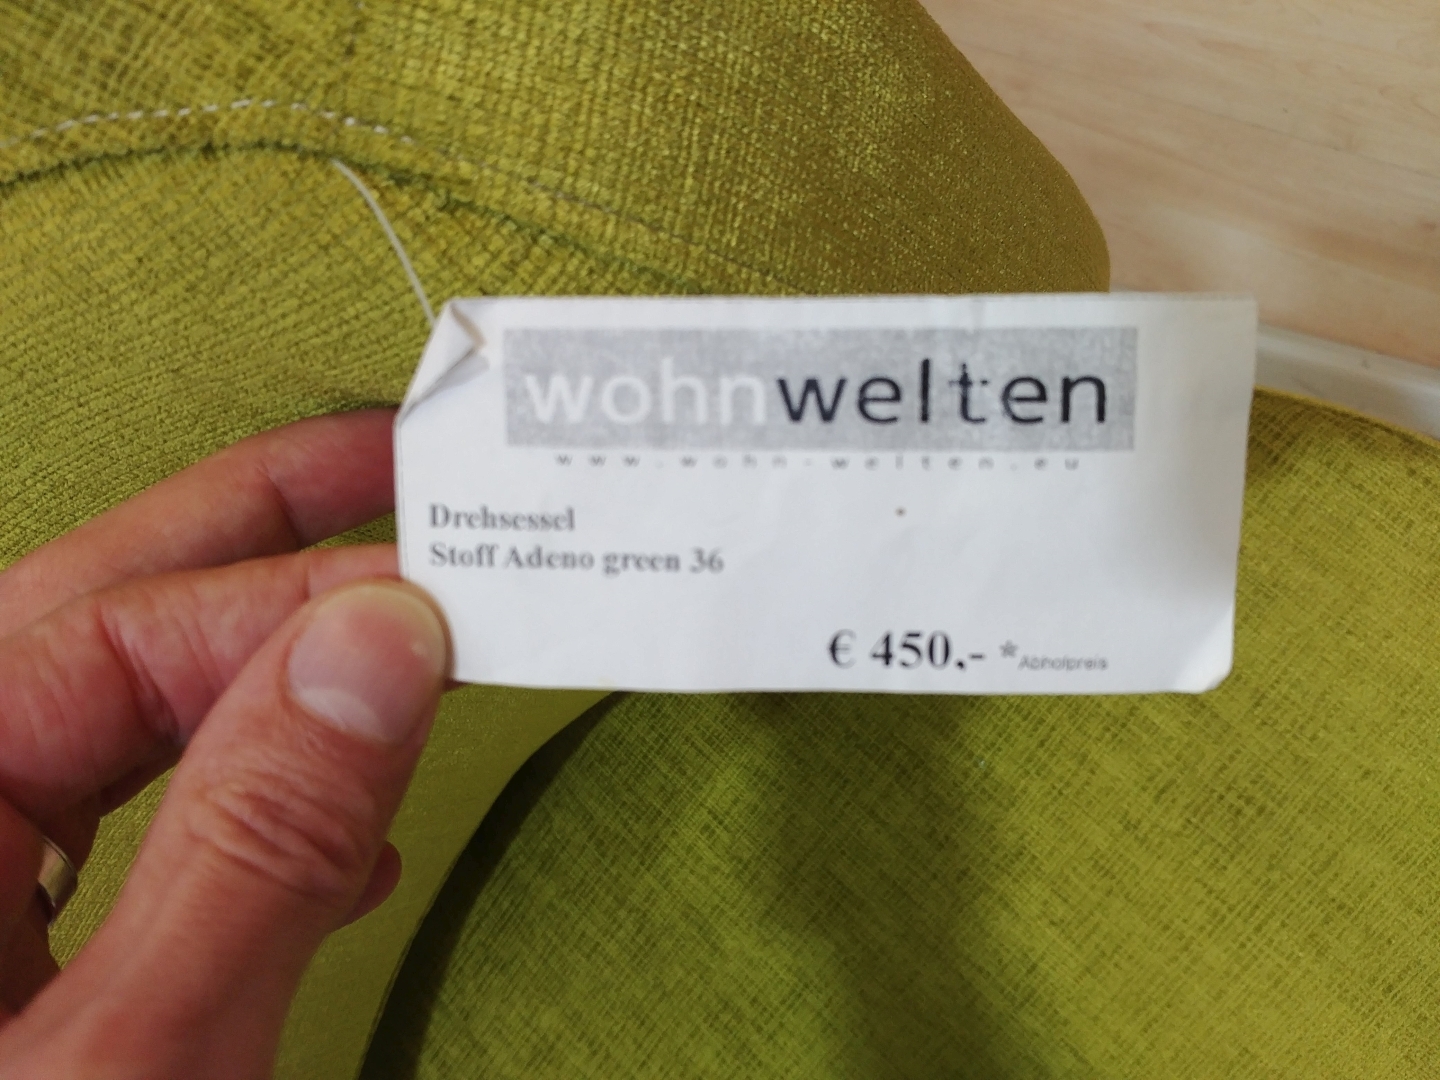 wohnwelten
www.wohn-welten.eu
Drehsessel
Stoff Adeno green 36
€ 450.- *Abholpreis